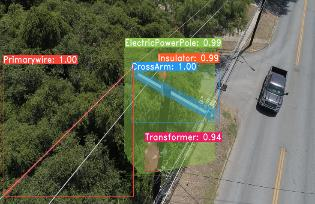 ElectricPowerPole: 0.99
Primarywire: 1.00
Insulator: 0.99
CrossArm: 1.00
Transformer: 0.94